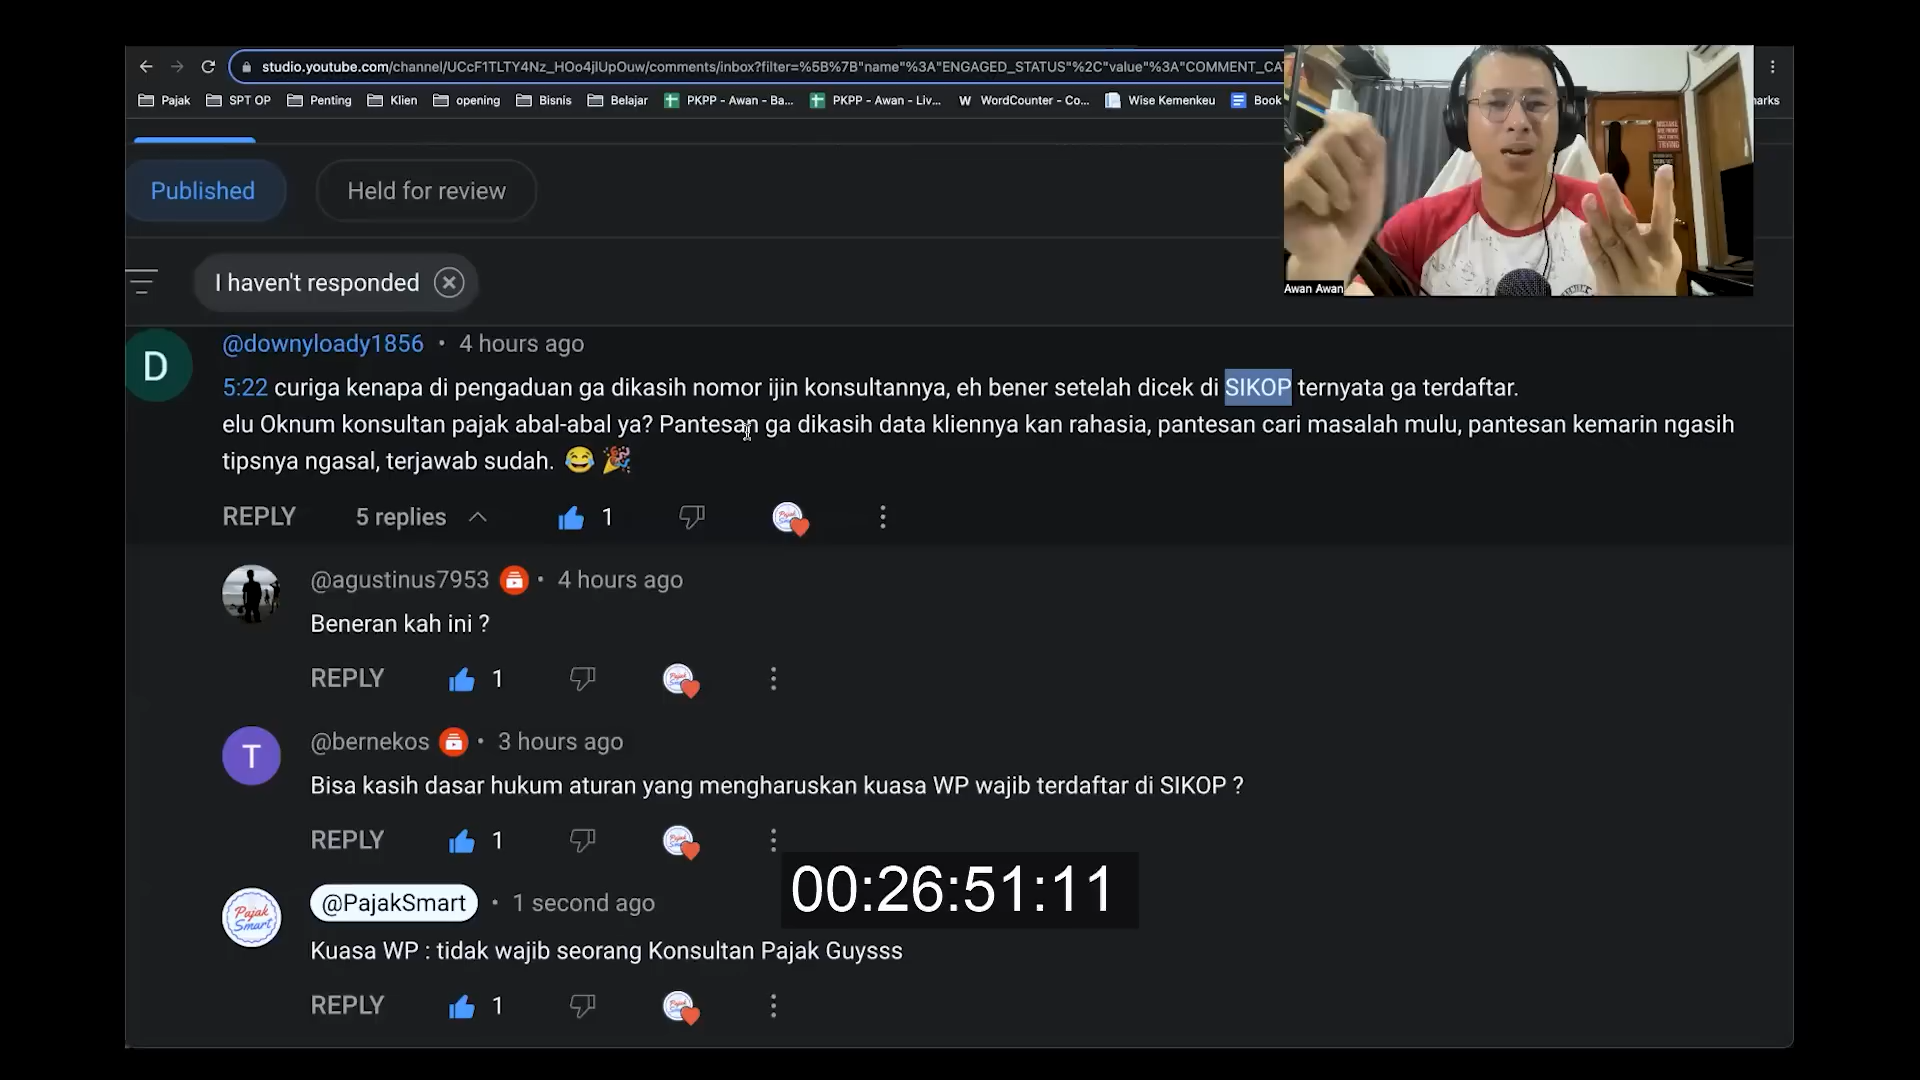 studio.youtube.com/channel/UCcF1TLTY4Nz_HOo4jlUpOuw/comments/inbox?filter=%5B%7B"name"%3A"ENGAGED_STATUS"%2C"value"%3A"COMMENT_CA
Pajak SPT OP Penting Klien opening Bisnis Belajar PKPP - Awan - Ba... PKPP - Awan - Liv... W WordCounter - Co... Wise Kemenkeu Book
Published Held for review
I haven't responded
Awan Awan
D
@downyloady1856 • 4 hours ago
5:22 curiga kenapa di pengaduan ga dikasih nomor ijin konsultannya, eh bener setelah dicek di SIKOP ternyata ga terdaftar.
elu Oknum konsultan pajak abal-abal ya? Pantesan ga dikasih data kliennya kan rahasia, pantesan cari masalah mulu, pantesan kemarin ngasih
tipsnya ngasal, terjawab sudah. 😂 🎉
REPLY 5 replies 1
@agustinus7953 • 4 hours ago
Beneran kah ini ?
REPLY 1
T
@bernekos • 3 hours ago
Bisa kasih dasar hukum aturan yang mengharuskan kuasa WP wajib terdaftar di SIKOP ?
REPLY 1
00:26:51:11
Pajak
Smart
@PajakSmart • 1 second ago
Kuasa WP : tidak wajib seorang Konsultan Pajak Guysss
REPLY 1